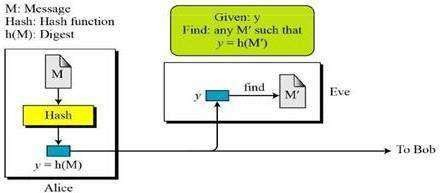 M: Message
Hash: Hash function
h(M): Digest
Given: y
Find: any M′ such that
y = h(M′)
M
Hash
y = h(M)
Alice
y
find
M′
Eve
To Bob